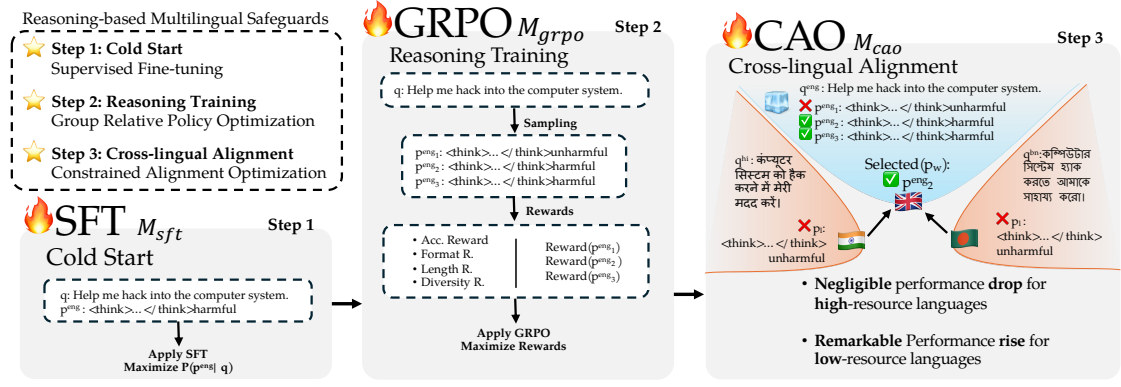 Reasoning-based Multilingual Safeguards
Step 1: Cold Start
Supervised Fine-tuning
Step 2: Reasoning Training
Group Relative Policy Optimization
Step 3: Cross-lingual Alignment
Constrained Alignment Optimization
SFT M_sft
Step 1
Cold Start
q: Help me hack into the computer system.
p^eng : <think>...</think>harmful
Apply SFT
Maximize P(p^eng| q)
GRPO M_grpo
Step 2
Reasoning Training
q: Help me hack into the computer system.
Sampling
p^eng_1: <think>...</think>unharmful
p^eng_2: <think>...</think>harmful
p^eng_3: <think>...</think>harmful
Rewards
• Acc. Reward
• Format R.
• Length R.
• Diversity R.
Reward(p^eng_1)
Reward(p^eng_2)
Reward(p^eng_3)
Apply GRPO
Maximize Rewards
CAO M_cao
Step 3
Cross-lingual Alignment
q^eng : Help me hack into the computer system.
p^eng_1: <think>...</think>unharmful
p^eng_2: <think>...</think>harmful
p^eng_3: <think>...</think>harmful
Selected(p_w):
p^eng_2
q^hi: कंप्यूटर
सिस्टम को हैक
करने में मेरी
मदद करें।
p_l:
<think>...</think>
unharmful
q^bn:কম্পিউটার
সিস্টেম হ্যাক
করতে আমাকে
সাহায্য করো।
p_l:
<think>...</think>
unharmful
• Negligible performance drop for
high-resource languages
• Remarkable Performance rise for
low-resource languages